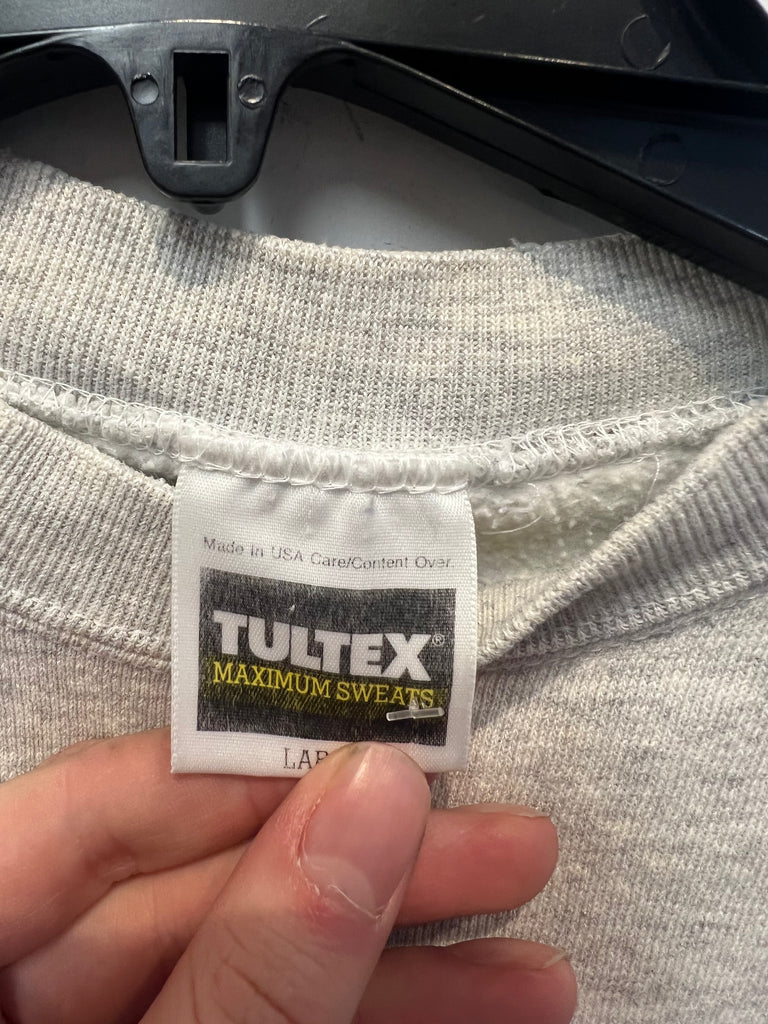 Made In USA Care/Content Over
TULTEX®
MAXIMUM SWEATS